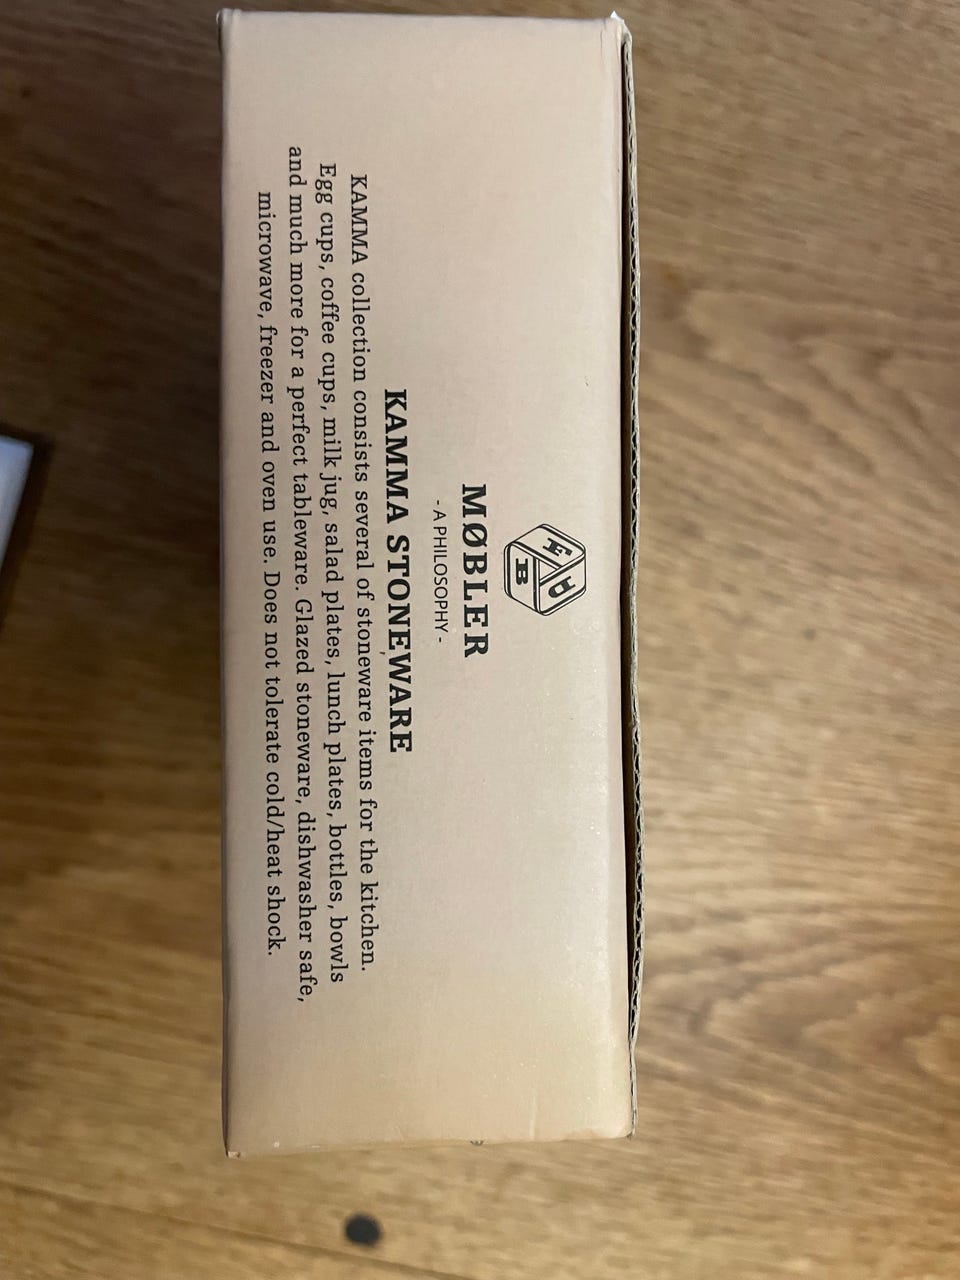 FDB
MØBLER
- A PHILOSOPHY -
KAMMA STONEWARE
KAMMA collection consists several of stoneware items for the kitchen.
Egg cups, coffee cups, milk jug, salad plates, lunch plates, bottles, bowls
and much more for a perfect tableware. Glazed stoneware, dishwasher safe,
microwave, freezer and oven use. Does not tolerate cold/heat shock.